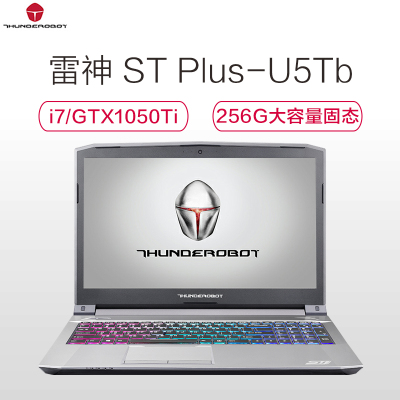 THUNDEROBOT
雷神 ST Plus-U5Tb
i7/GTX1050Ti
256G大容量固态
THUNDEROBOT
THUNDEROBOT